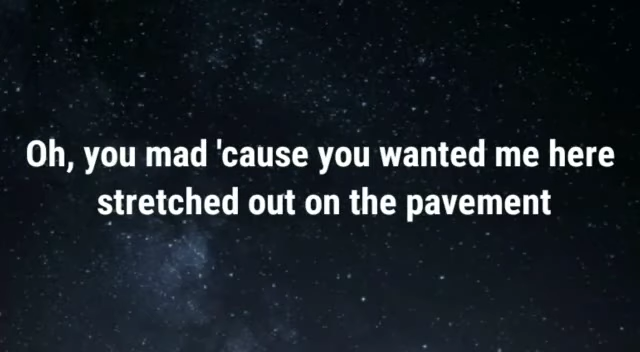 Oh, you mad 'cause you wanted me here
stretched out on the pavement